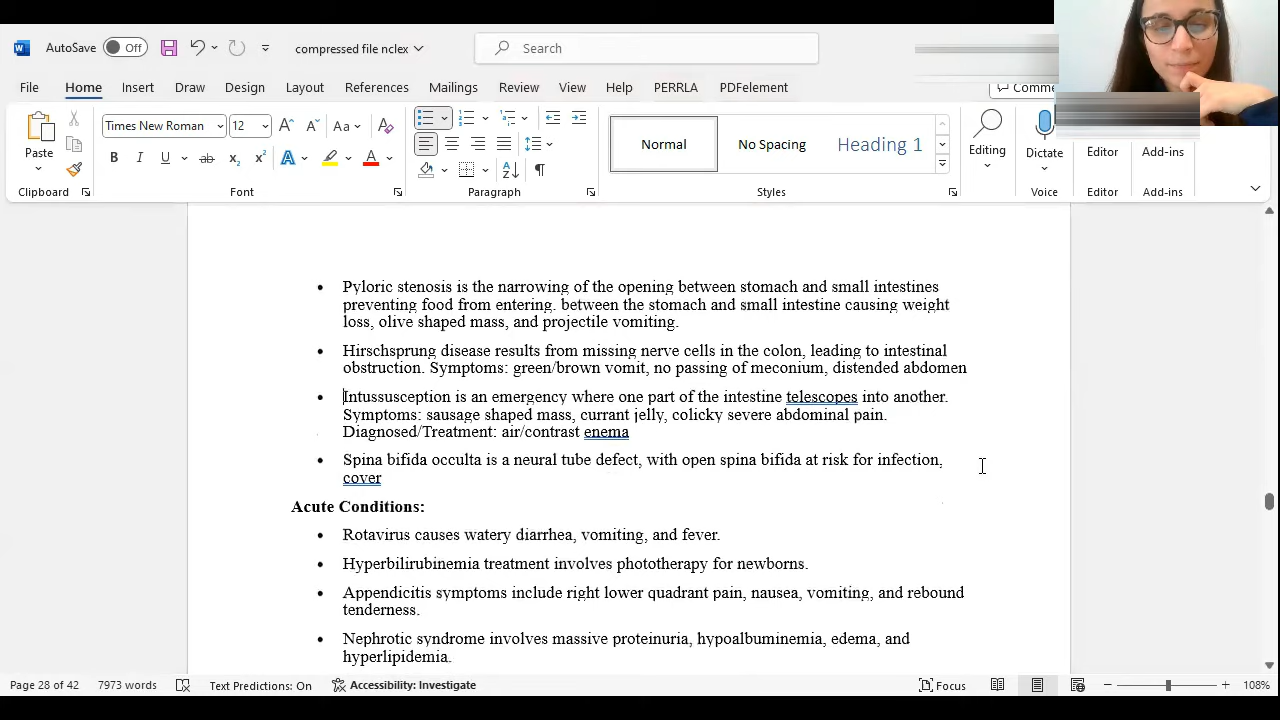 AutoSave Off compressed file nclex Search
File Home Insert Draw Design Layout References Mailings Review View Help PERRLA PDFelement Comme
Paste Times New Roman 12 Aa Normal No Spacing Heading 1 Editing Dictate Editor Add-ins
Clipboard Font Paragraph Styles Voice Editor Add-ins
• Pyloric stenosis is the narrowing of the opening between stomach and small intestines
preventing food from entering. between the stomach and small intestine causing weight
loss, olive shaped mass, and projectile vomiting.
• Hirschsprung disease results from missing nerve cells in the colon, leading to intestinal
obstruction. Symptoms: green/brown vomit, no passing of meconium, distended abdomen
• Intussusception is an emergency where one part of the intestine telescopes into another.
Symptoms: sausage shaped mass, currant jelly, colicky severe abdominal pain.
Diagnosed/Treatment: air/contrast enema
• Spina bifida occulta is a neural tube defect, with open spina bifida at risk for infection,
cover
Acute Conditions:
• Rotavirus causes watery diarrhea, vomiting, and fever.
• Hyperbilirubinemia treatment involves phototherapy for newborns.
• Appendicitis symptoms include right lower quadrant pain, nausea, vomiting, and rebound
tenderness.
• Nephrotic syndrome involves massive proteinuria, hypoalbuminemia, edema, and
hyperlipidemia.
Page 28 of 42 7973 words Text Predictions: On Accessibility: Investigate Focus 108%